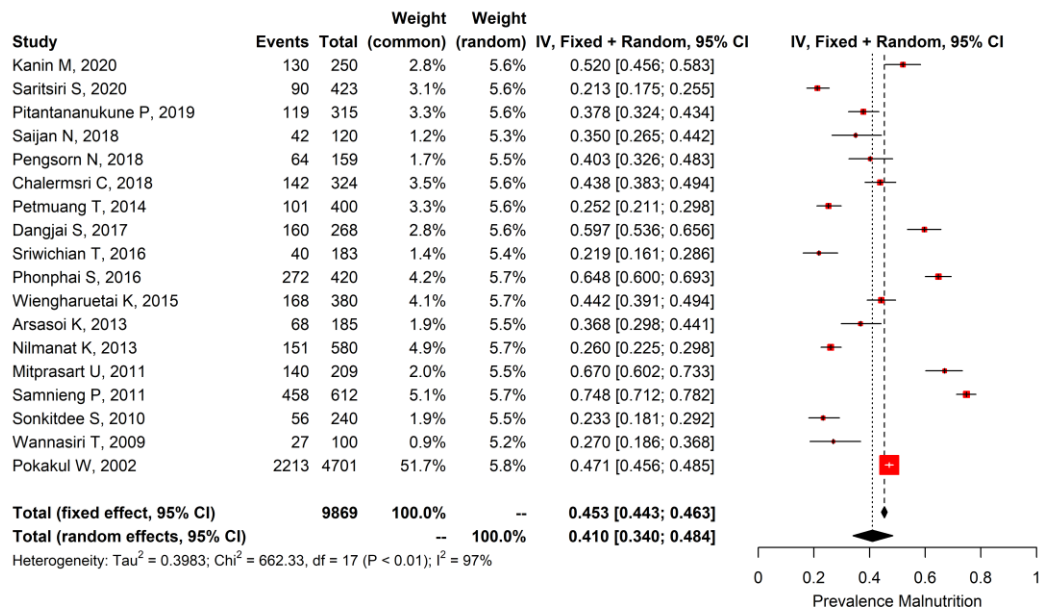 Weight Weight
Study Events Total (common) (random) IV, Fixed + Random, 95% CI IV, Fixed + Random, 95% CI
Kanin M, 2020 130 250 2.8% 5.6% 0.520 [0.456; 0.583]
Saritsiri S, 2020 90 423 3.1% 5.6% 0.213 [0.175; 0.255]
Pitantananukune P, 2019 119 315 3.3% 5.6% 0.378 [0.324; 0.434]
Saijan N, 2018 42 120 1.2% 5.3% 0.350 [0.265; 0.442]
Pengsorn N, 2018 64 159 1.7% 5.5% 0.403 [0.326; 0.483]
Chalermsri C, 2018 142 324 3.5% 5.6% 0.438 [0.383; 0.494]
Petmuang T, 2014 101 400 3.3% 5.6% 0.252 [0.211; 0.298]
Dangjai S, 2017 160 268 2.8% 5.6% 0.597 [0.536; 0.656]
Sriwichian T, 2016 40 183 1.4% 5.4% 0.219 [0.161; 0.286]
Phonphai S, 2016 272 420 4.2% 5.7% 0.648 [0.600; 0.693]
Wiengharuetai K, 2015 168 380 4.1% 5.7% 0.442 [0.391; 0.494]
Arsasoi K, 2013 68 185 1.9% 5.5% 0.368 [0.298; 0.441]
Nilmanat K, 2013 151 580 4.9% 5.7% 0.260 [0.225; 0.298]
Mitprasart U, 2011 140 209 2.0% 5.5% 0.670 [0.602; 0.733]
Samnieng P, 2011 458 612 5.1% 5.7% 0.748 [0.712; 0.782]
Sonkitdee S, 2010 56 240 1.9% 5.5% 0.233 [0.181; 0.292]
Wannasiri T, 2009 27 100 0.9% 5.2% 0.270 [0.186; 0.368]
Pokakul W, 2002 2213 4701 51.7% 5.8% 0.471 [0.456; 0.485]
Total (fixed effect, 95% CI) 9869 100.0% -- 0.453 [0.443; 0.463]
Total (random effects, 95% CI) -- 100.0% 0.410 [0.340; 0.484]
Heterogeneity: Tau² = 0.3983; Chi² = 662.33, df = 17 (P < 0.01); I² = 97%
0 0.2 0.4 0.6 0.8 1
Prevalence Malnutrition